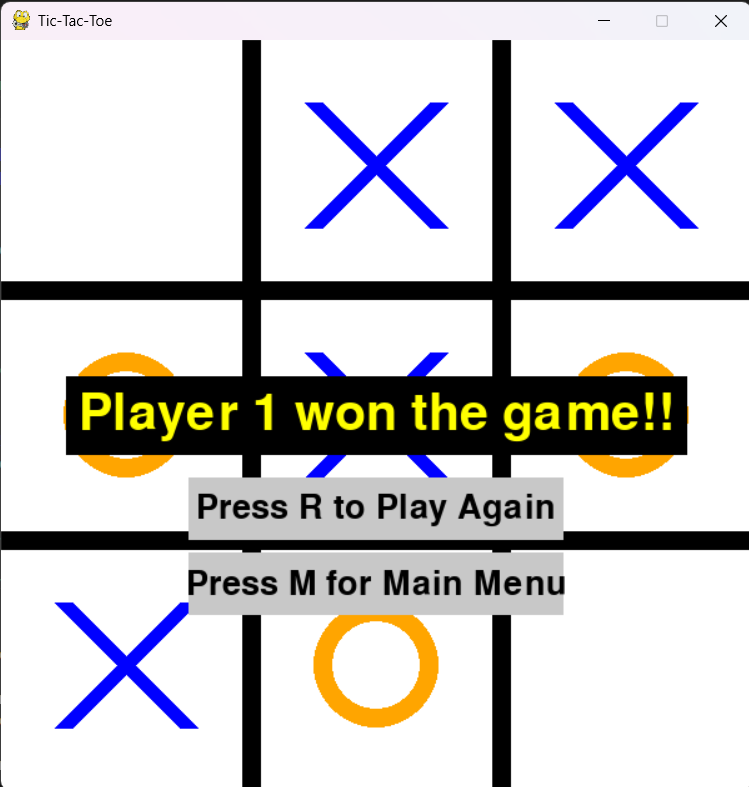 Tic-Tac-Toe
Player 1 won the game!!
Press R to Play Again
Press M for Main Menu